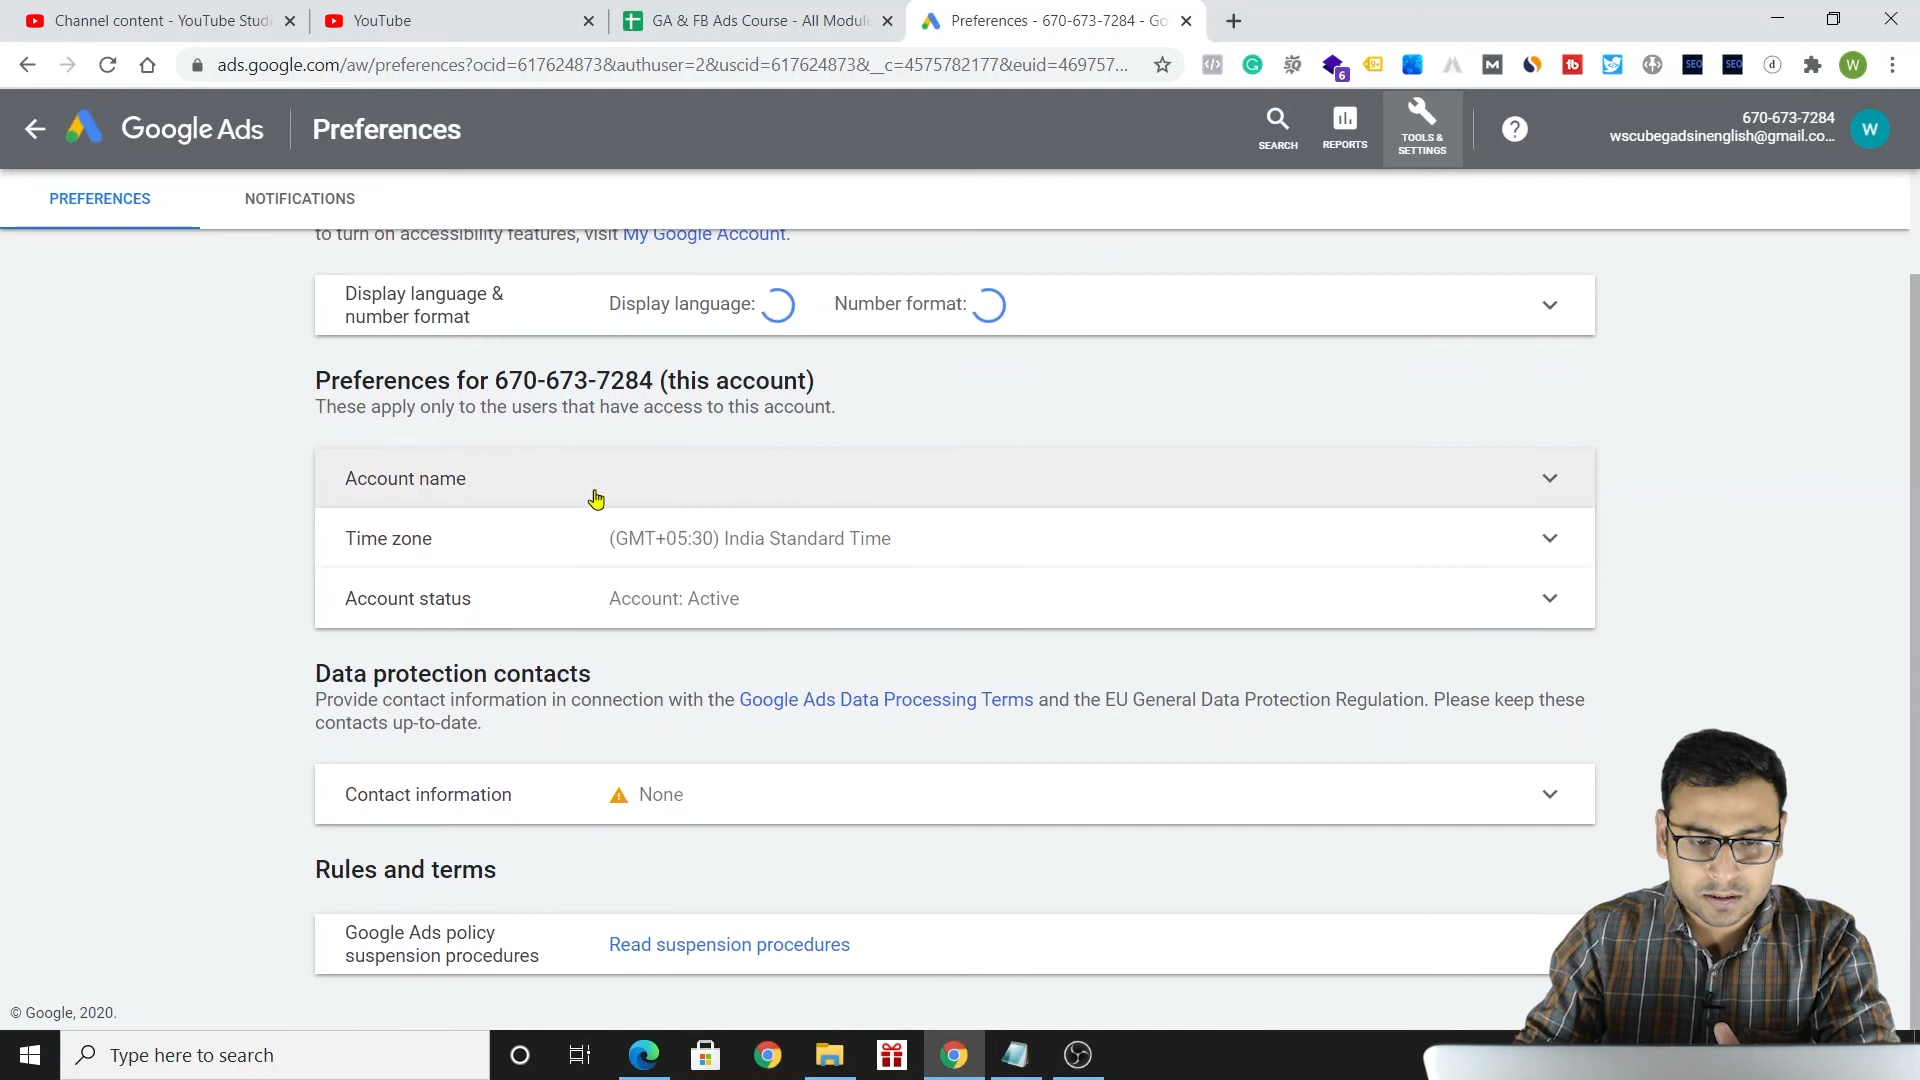 Channel content - YouTube Studi
YouTube
GA & FB Ads Course - All Module
Preferences - 670-673-7284 - Go
ads.google.com/aw/preferences?ocid=617624873&authuser=2&uscid=617624873&__c=4575782177&euid=469757...
6
SEO
SEO
W
Google Ads
Preferences
SEARCH
REPORTS
TOOLS &
SETTINGS
670-673-7284
wscubegadsinenglish@gmail.co...
W
PREFERENCES
NOTIFICATIONS
to turn on accessibility features, visit My Google Account.
Display language &
number format
Display language:
Number format:
Preferences for 670-673-7284 (this account)
These apply only to the users that have access to this account.
Account name
Time zone
(GMT+05:30) India Standard Time
Account status
Account: Active
Data protection contacts
Provide contact information in connection with the Google Ads Data Processing Terms and the EU General Data Protection Regulation. Please keep these
contacts up-to-date.
Contact information
None
Rules and terms
Google Ads policy
suspension procedures
Read suspension procedures
© Google, 2020.
Type here to search